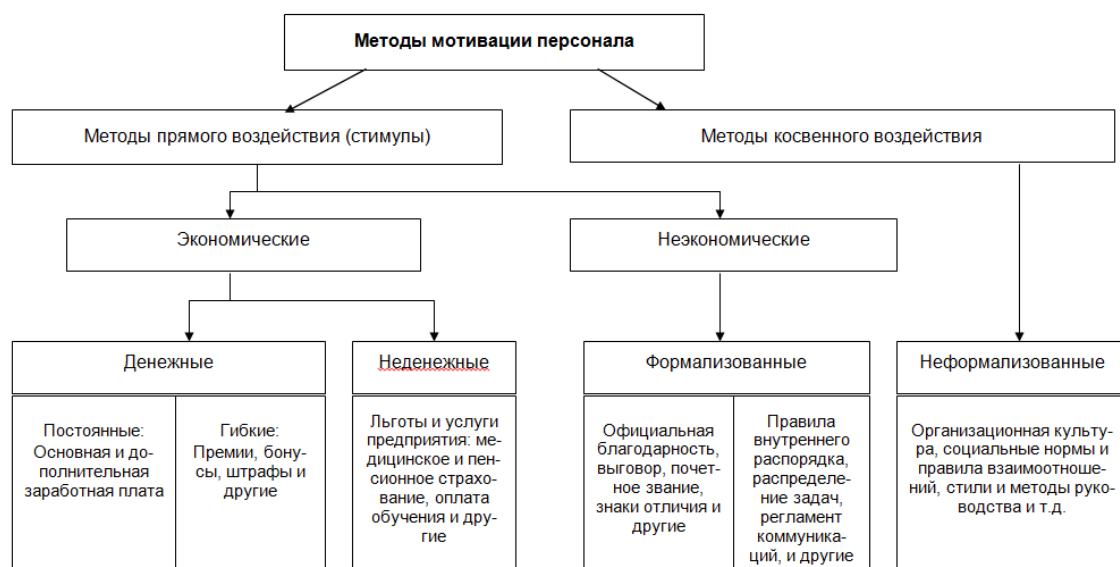 Методы мотивации персонала
Методы прямого воздействия (стимулы)
Методы косвенного воздействия
Экономические
Неэкономические
Денежные
Неденежные
Формализованные
Неформализованные
Постоянные:
Основная и до-
полнительная
заработная плата
Гибкие:
Премии, бону-
сы, штрафы и
другие
Льготы и услуги
предприятия: ме-
дицинское и пен-
сионное страхо-
вание, оплата
обучения и дру-
гие
Официальная
благодарность,
выговор, почет-
ное звание,
знаки отличия и
другие
Правила
внутреннего
распорядка,
распределе-
ние задач,
регламент
коммуника-
ций, и другие
Организационная культу-
ра, социальные нормы и
правила взаимоотноше-
ний, стили и методы руко-
водства и т.д.